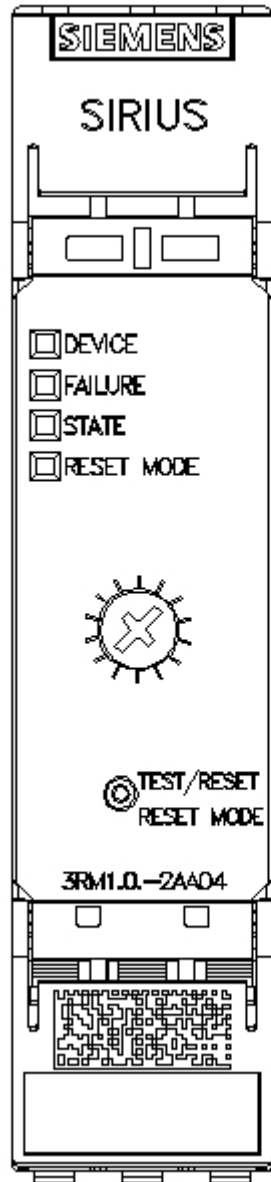 SIEMENS
SIRIUS
DEVICE
FAILURE
STATE
RESET MODE
TEST/RESET
RESET MODE
3RM1.0.-2AA04